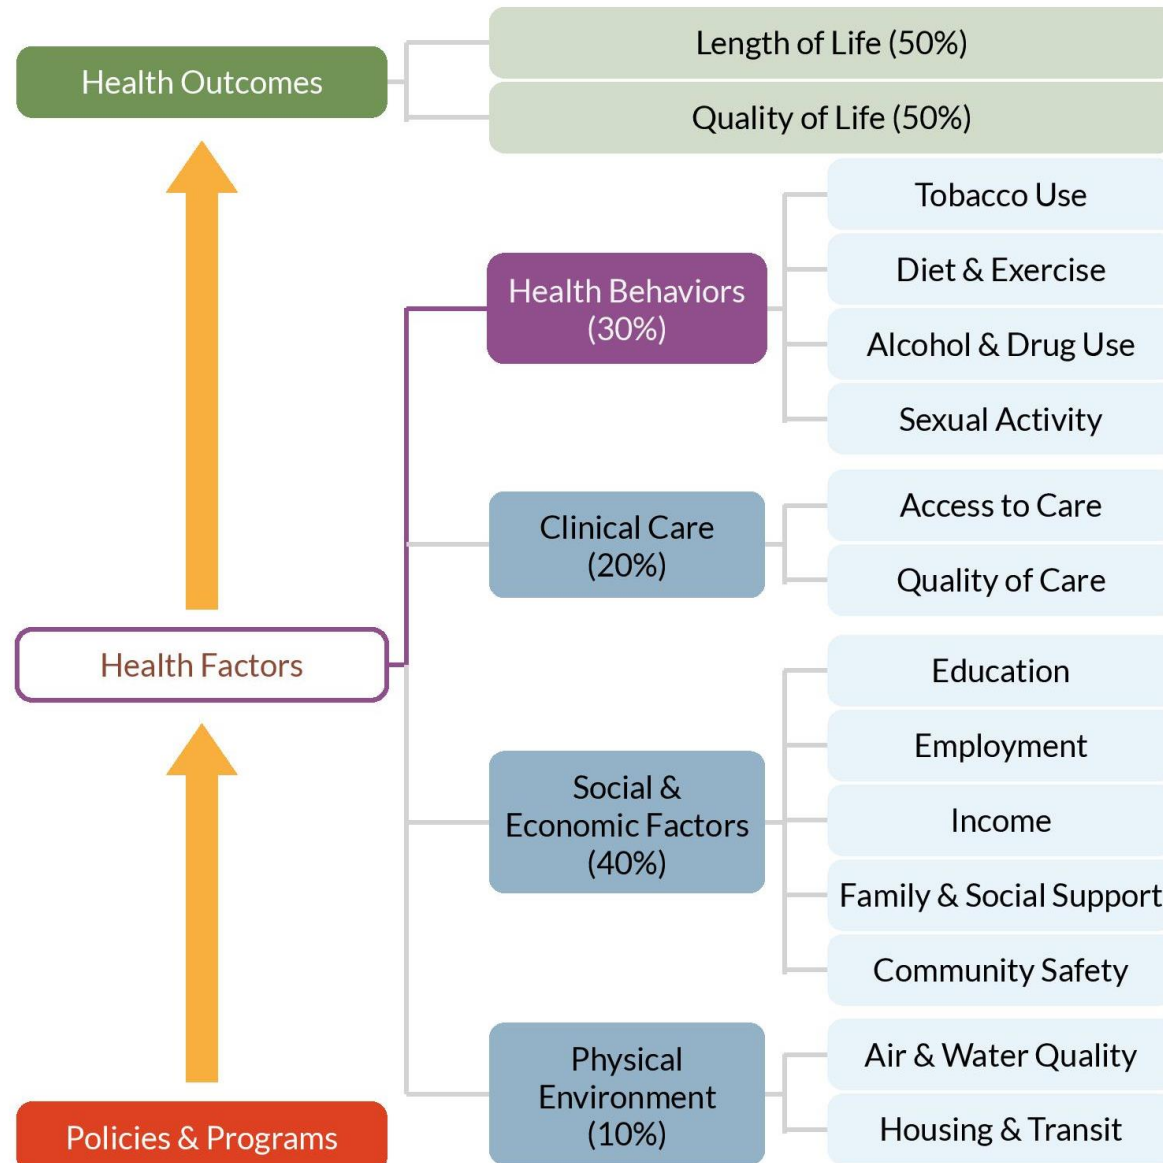 Health Outcomes
Length of Life (50%)
Quality of Life (50%)
Health Factors
Health Behaviors
(30%)
Tobacco Use
Diet & Exercise
Alcohol & Drug Use
Sexual Activity
Clinical Care
(20%)
Access to Care
Quality of Care
Social &
Economic Factors
(40%)
Education
Employment
Income
Family & Social Support
Community Safety
Physical
Environment
(10%)
Air & Water Quality
Housing & Transit
Policies & Programs